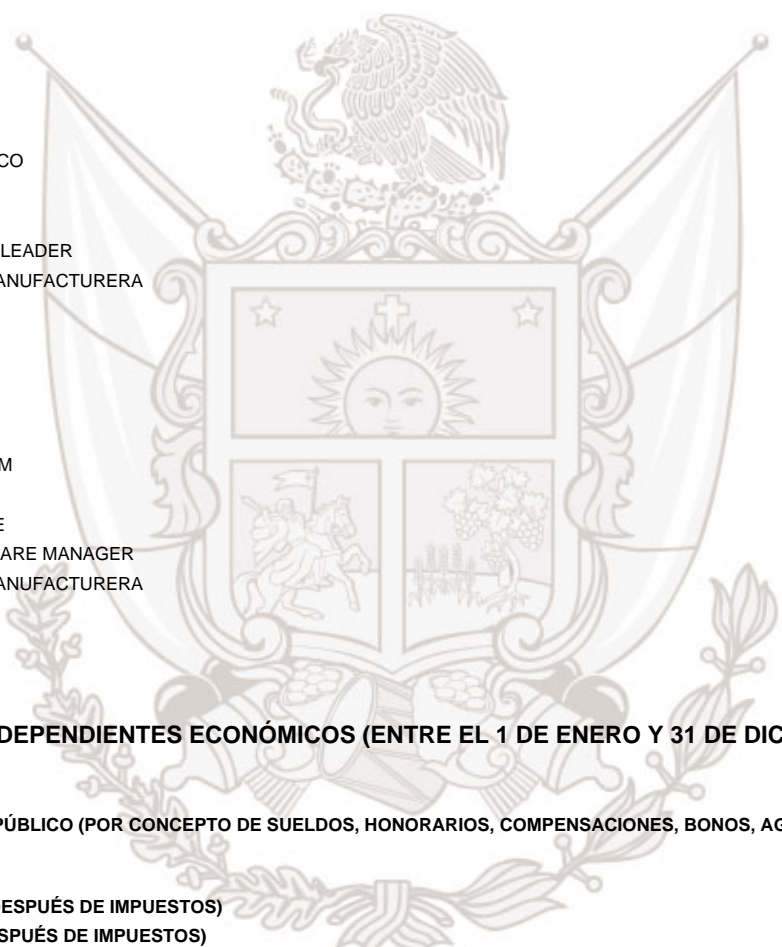 CO
LEADER
ANUFACTURERA
M
E
ARE MANAGER
ANUFACTURERA
DEPENDIENTES ECONÓMICOS (ENTRE EL 1 DE ENERO Y 31 DE DIC
PÚBLICO (POR CONCEPTO DE SUELDOS, HONORARIOS, COMPENSACIONES, BONOS, AG
DESPUÉS DE IMPUESTOS)
SPUÉS DE IMPUESTOS)